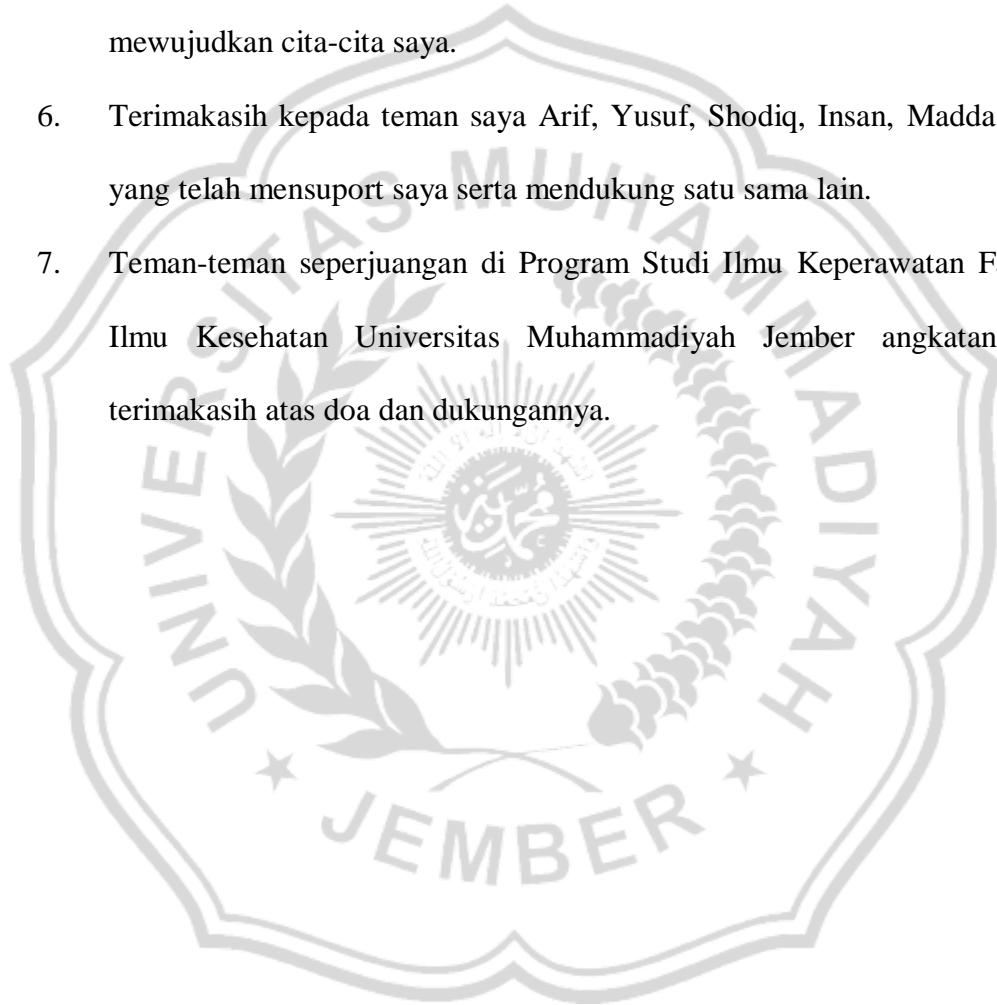 mewujudkan cita-cita saya.
6. Terimakasih kepada teman saya Arif, Yusuf, Shodiq, Insan, Madda
yang telah mensuport saya serta mendukung satu sama lain.
7. Teman-teman seperjuangan di Program Studi Ilmu Keperawatan
Ilmu Kesehatan Universitas Muhammadiyah Jember angkatan
terimakasih atas doa dan dukungannya.
UNIVERSITAS MUHAMMADIYAH
JEMBER